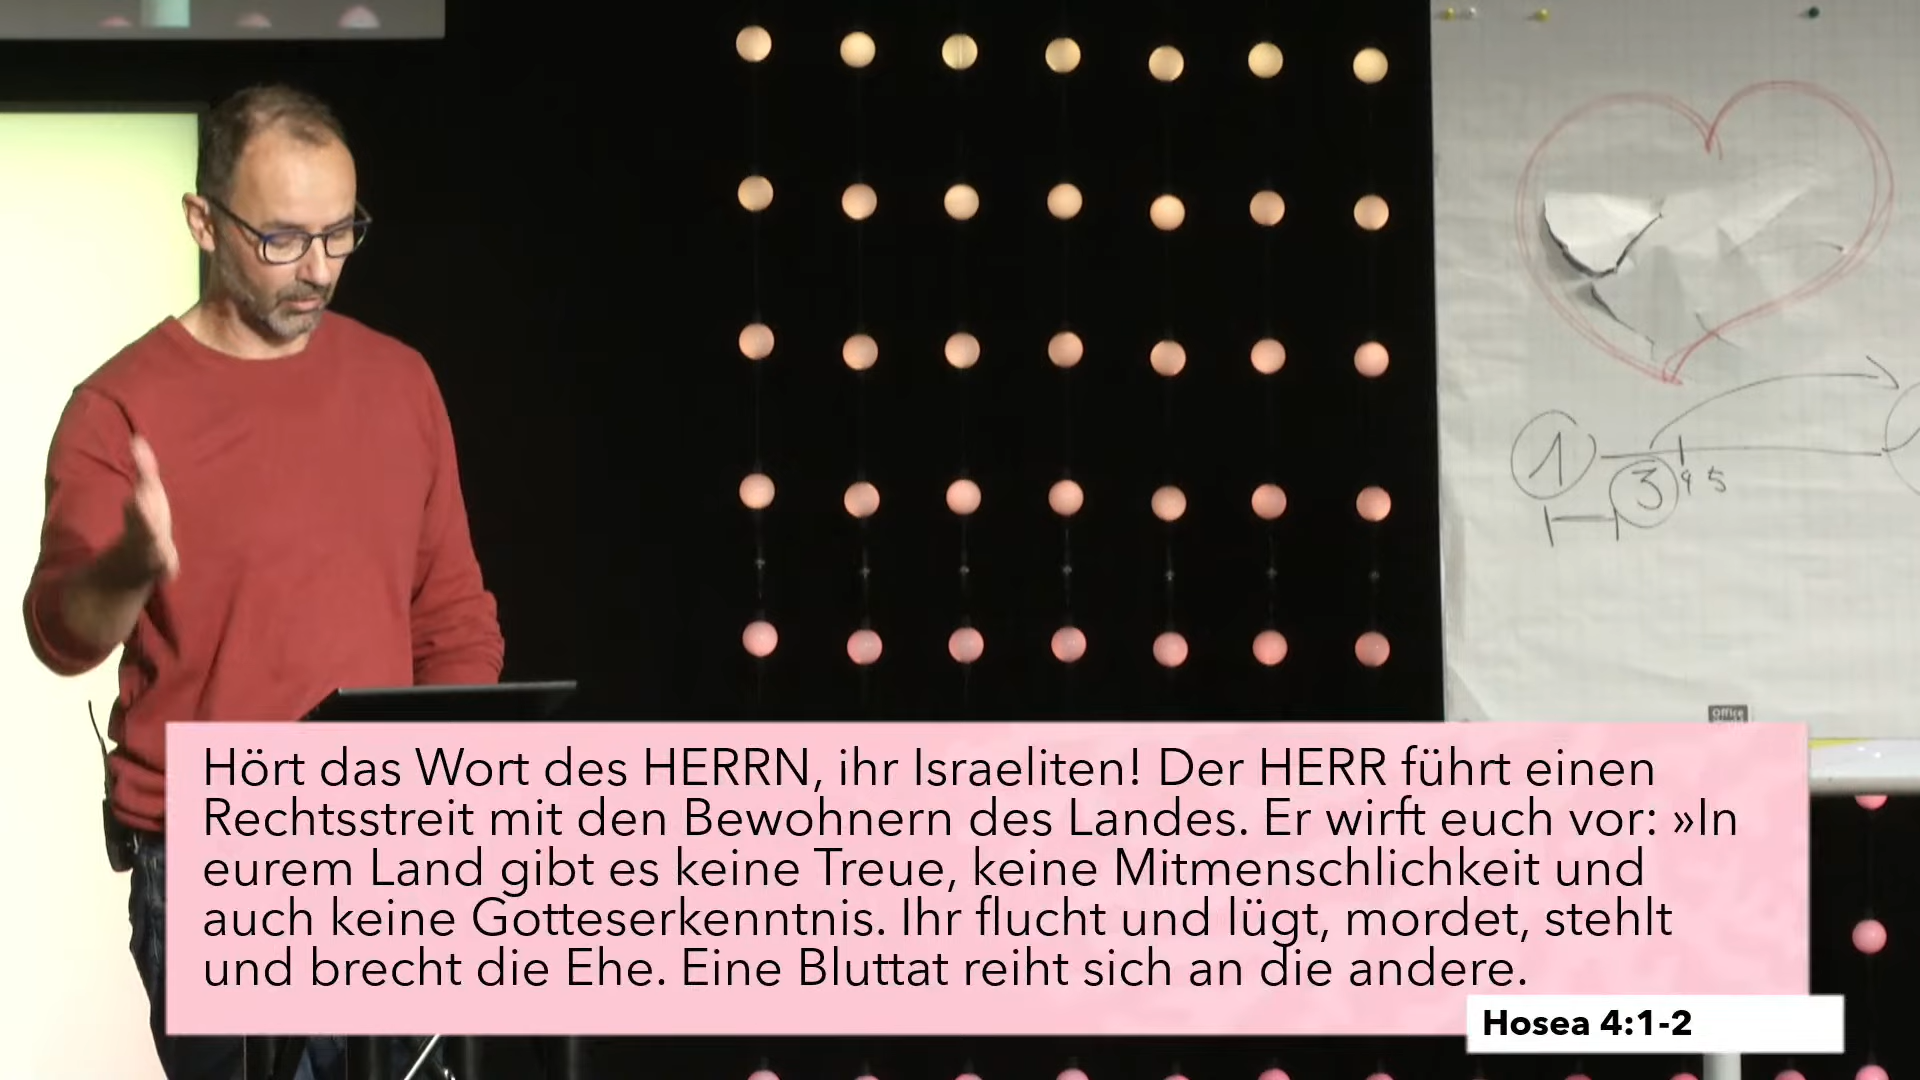 1
3
4 5
Office
Hört das Wort des HERRN, ihr Israeliten! Der HERR führt einen
Rechtsstreit mit den Bewohnern des Landes. Er wirft euch vor: »In
eurem Land gibt es keine Treue, keine Mitmenschlichkeit und
auch keine Gotteserkenntnis. Ihr flucht und lügt, mordet, stehlt
und brecht die Ehe. Eine Bluttat reiht sich an die andere.
Hosea 4:1-2